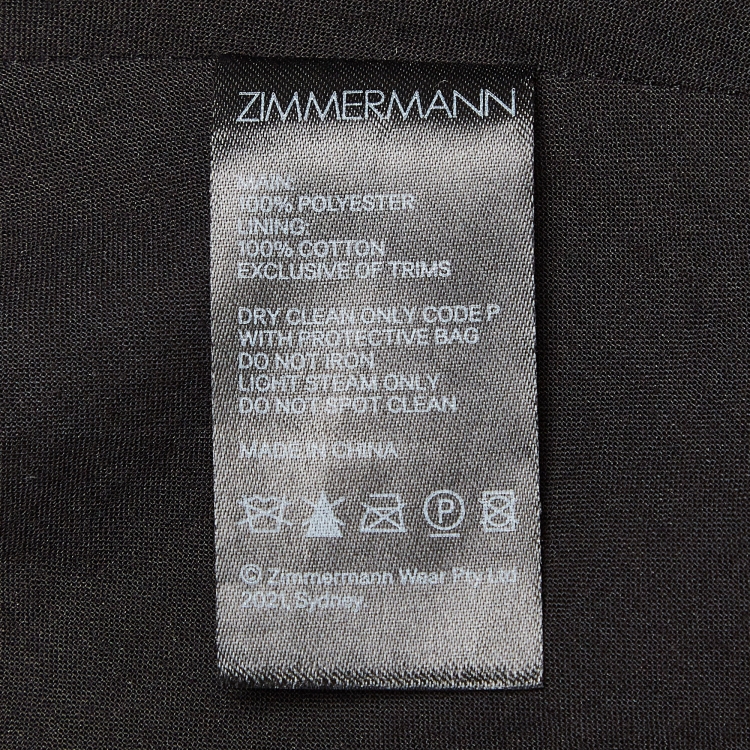 ZIMMERMANN
MAIN:
100% POLYESTER
LINING:
100% COTTON
EXCLUSIVE OF TRIMS
DRY CLEAN ONLY CODE P
WITH PROTECTIVE BAG
DO NOT IRON
LIGHT STEAM ONLY
DO NOT SPOT CLEAN
MADE IN CHINA
P
© Zimmermann Wear Pty Ltd
2021, Sydney.